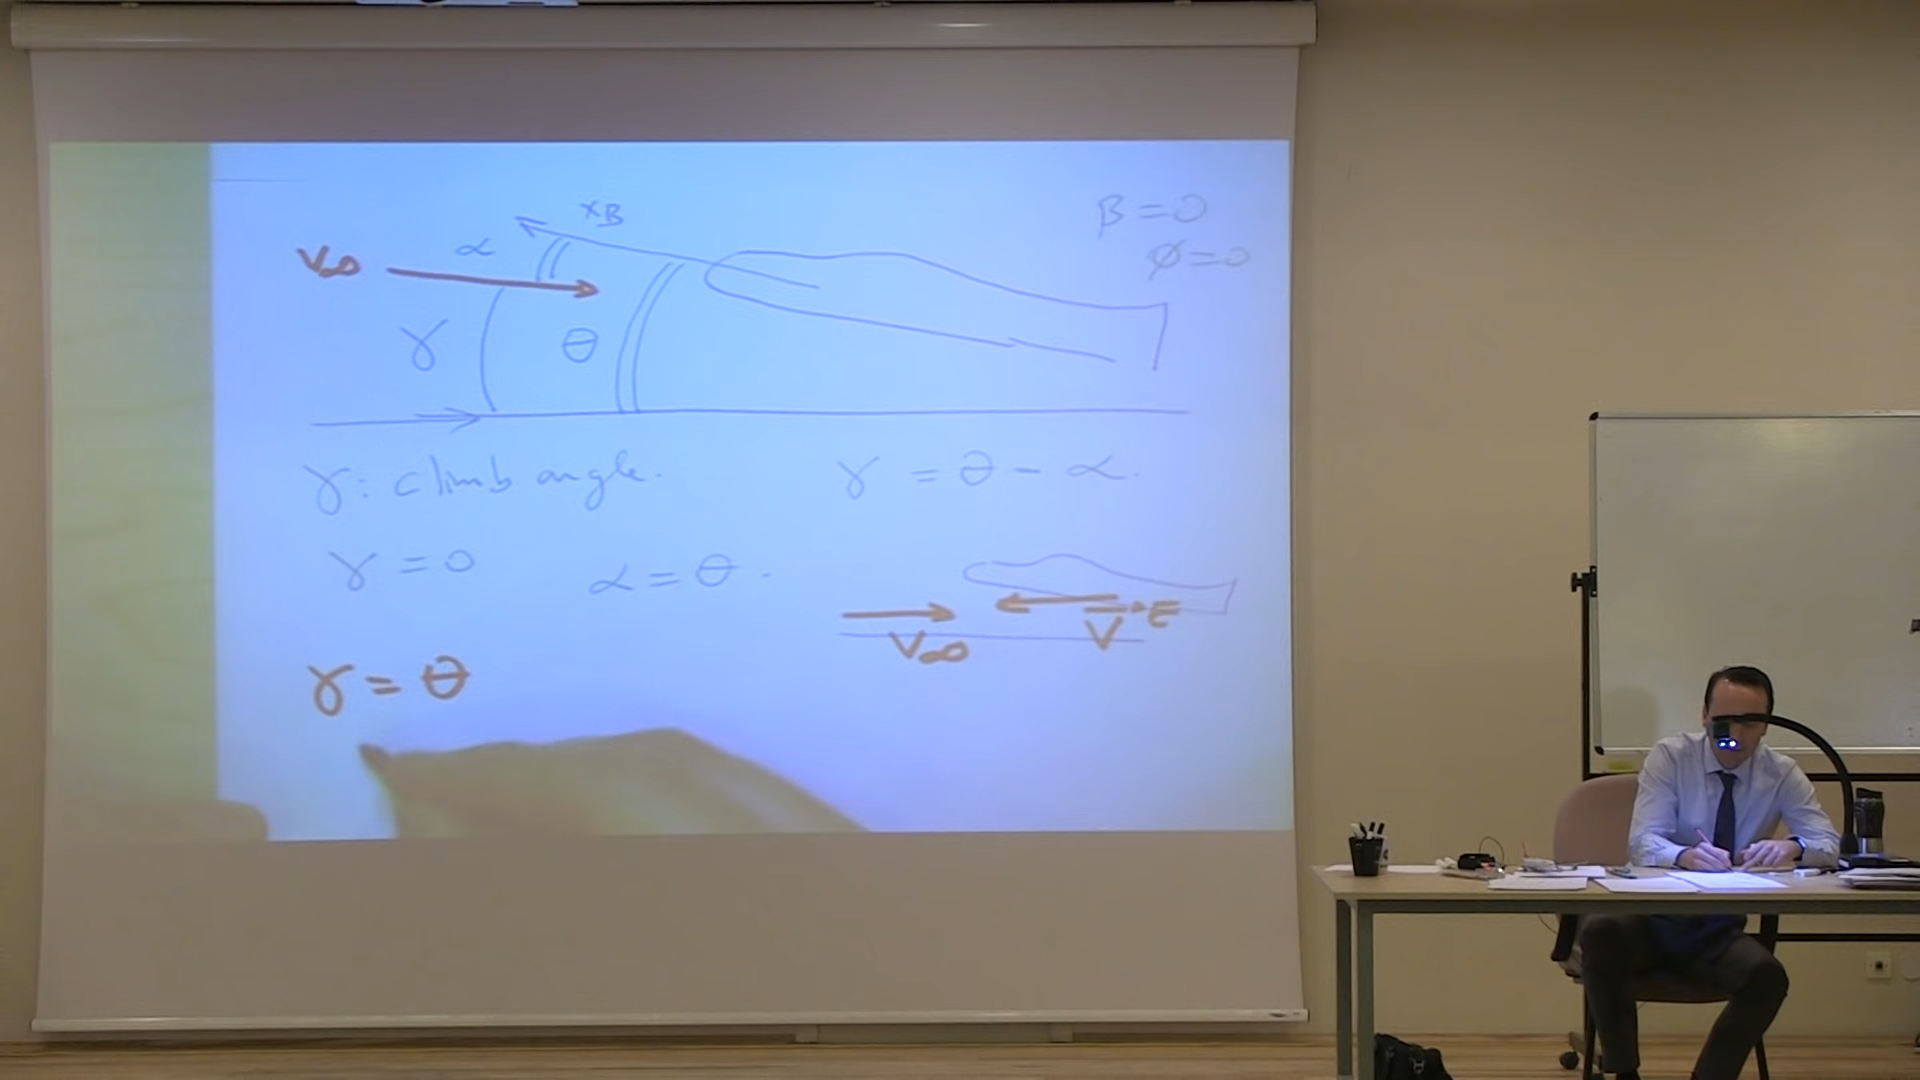 x_B
β = 0
α
V∞
φ = 0
γ
θ
γ: climb angle.
γ = θ - α.
γ = 0
α = θ.
V∞
V E
γ = θ